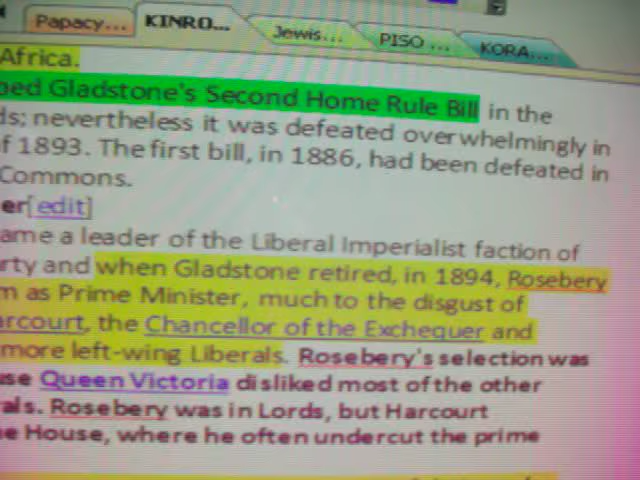 Papacy...
KINRO...
Jewis...
PISO ...
KORA...
Africa.
ned Gladstone's Second Home Rule Bill in the
ds; nevertheless it was defeated overwhelmingly in
f 1893. The first bill, in 1886, had been defeated in
Commons.
er[edit]
ame a leader of the Liberal Imperialist faction of
rty and when Gladstone retired, in 1894, Rosebery
m as Prime Minister, much to the disgust of
arcourt, the Chancellor of the Exchequer and
more left-wing Liberals. Rosebery's selection was
use Queen Victoria disliked most of the other
als. Rosebery was in Lords, but Harcourt
e House, where he often undercut the prime